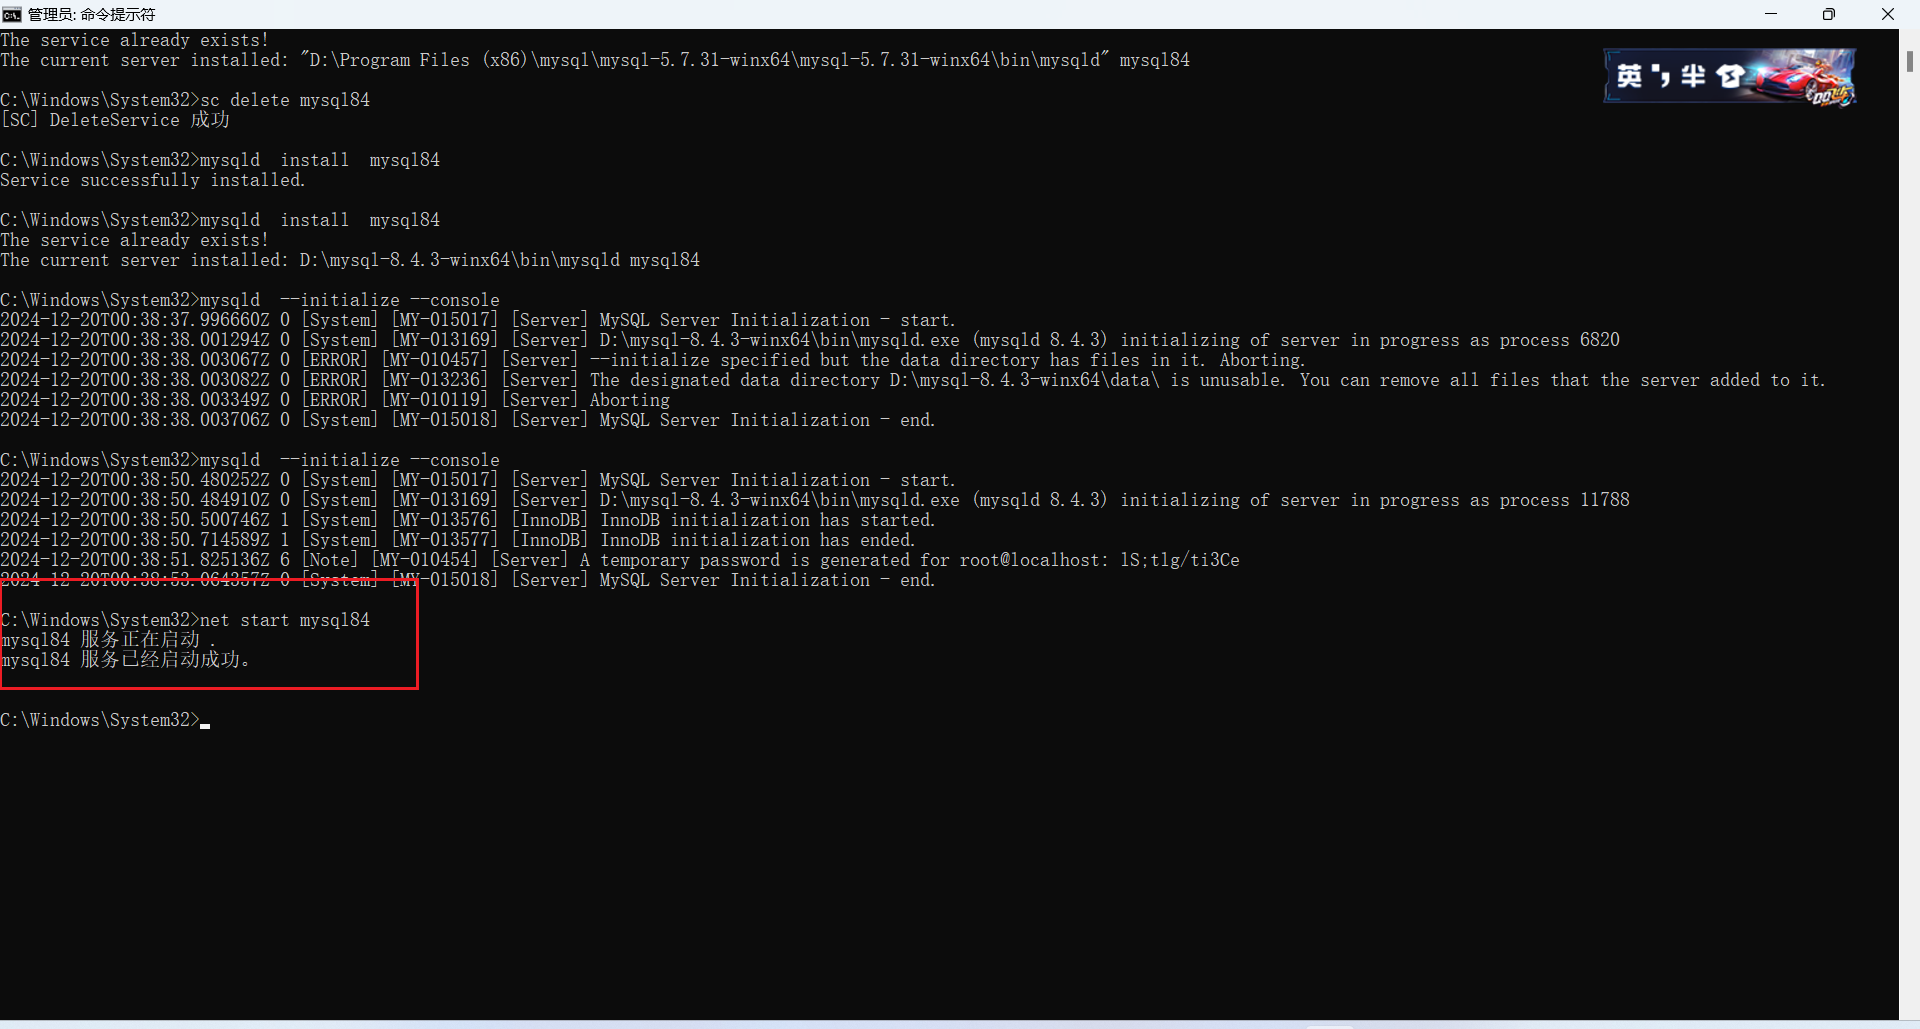 管理员: 命令提示符
The service already exists!
The current server installed: "D:\Program Files (x86)\mysql\mysql-5.7.31-winx64\mysql-5.7.31-winx64\bin\mysqld" mysql84
英 , 半
QQ飞车
C:\Windows\System32>sc delete mysql84
[SC] DeleteService 成功
C:\Windows\System32>mysqld  install  mysql84
Service successfully installed.
C:\Windows\System32>mysqld  install  mysql84
The service already exists!
The current server installed: D:\mysql-8.4.3-winx64\bin\mysqld mysql84
C:\Windows\System32>mysqld  --initialize --console
2024-12-20T00:38:37.996660Z 0 [System] [MY-015017] [Server] MySQL Server Initialization - start.
2024-12-20T00:38:38.001294Z 0 [System] [MY-013169] [Server] D:\mysql-8.4.3-winx64\bin\mysqld.exe (mysqld 8.4.3) initializing of server in progress as process 6820
2024-12-20T00:38:38.003067Z 0 [ERROR] [MY-010457] [Server] --initialize specified but the data directory has files in it. Aborting.
2024-12-20T00:38:38.003082Z 0 [ERROR] [MY-013236] [Server] The designated data directory D:\mysql-8.4.3-winx64\data\ is unusable. You can remove all files that the server added to it.
2024-12-20T00:38:38.003349Z 0 [ERROR] [MY-010119] [Server] Aborting
2024-12-20T00:38:38.003706Z 0 [System] [MY-015018] [Server] MySQL Server Initialization - end.
C:\Windows\System32>mysqld  --initialize --console
2024-12-20T00:38:50.480252Z 0 [System] [MY-015017] [Server] MySQL Server Initialization - start.
2024-12-20T00:38:50.484910Z 0 [System] [MY-013169] [Server] D:\mysql-8.4.3-winx64\bin\mysqld.exe (mysqld 8.4.3) initializing of server in progress as process 11788
2024-12-20T00:38:50.500746Z 1 [System] [MY-013576] [InnoDB] InnoDB initialization has started.
2024-12-20T00:38:50.714589Z 1 [System] [MY-013577] [InnoDB] InnoDB initialization has ended.
2024-12-20T00:38:51.825136Z 6 [Note] [MY-010454] [Server] A temporary password is generated for root@localhost: lS;tlg/ti3Ce
2024-12-20T00:38:53.064357Z 0 [System] [MY-015018] [Server] MySQL Server Initialization - end.
C:\Windows\System32>net start mysql84
mysql84 服务正在启动 .
mysql84 服务已经启动成功。
C:\Windows\System32>